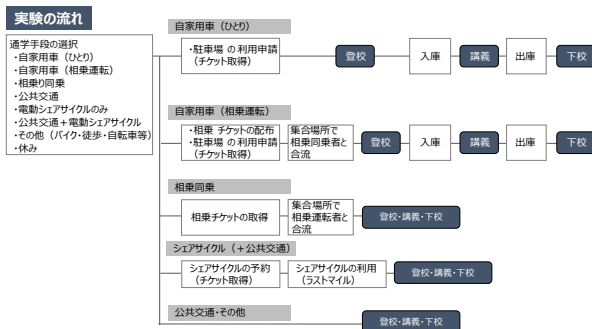 実験の流れ
通学手段の選択
・自家用車（ひとり）
・自家用車（相乗運転）
・相乗り同乗
・公共交通
・電動シェアサイクルのみ
・公共交通＋電動シェアサイクル
・その他（バイク・徒歩・自転車等）
・休み
自家用車（ひとり）
・駐車場 の 利用申請
（チケット取得）
登校
入庫
講義
出庫
下校
自家用車（相乗運転）
・相乗 チケットの配布
・駐車場 の 利用申請
（チケット取得）
集合場所で
相乗同乗者と
合流
登校
入庫
講義
出庫
下校
相乗同乗
相乗チケットの取得
集合場所で
相乗運転者と
合流
登校・講義・下校
シェアサイクル（＋公共交通）
シェアサイクルの予約
（チケット取得）
シェアサイクルの利用
（ラストマイル）
登校・講義・下校
公共交通・その他
登校・講義・下校